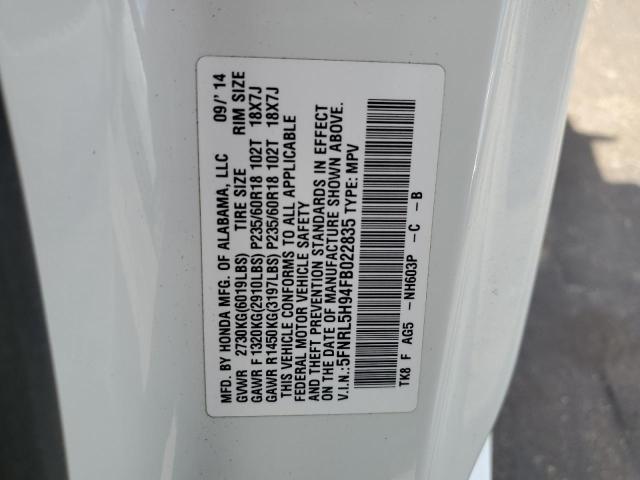 MFD. BY HONDA MFG. OF ALABAMA, LLC 09/'14
GVWR 2730KG(6019LBS) TIRE SIZE RIM SIZE
GAWR F 1320KG(2910LBS) P235/60R18 102T 18X7J
GAWR R1450KG(3197LBS) P235/60R18 102T 18X7J
THIS VEHICLE CONFORMS TO ALL APPLICABLE
FEDERAL MOTOR VEHICLE SAFETY
AND THEFT PREVENTION STANDARDS IN EFFECT
ON THE DATE OF MANUFACTURE SHOWN ABOVE.
V.I.N.:5FNRL5H94FB022835 TYPE: MPV
TK8 F AG5 -NH603P -C -B